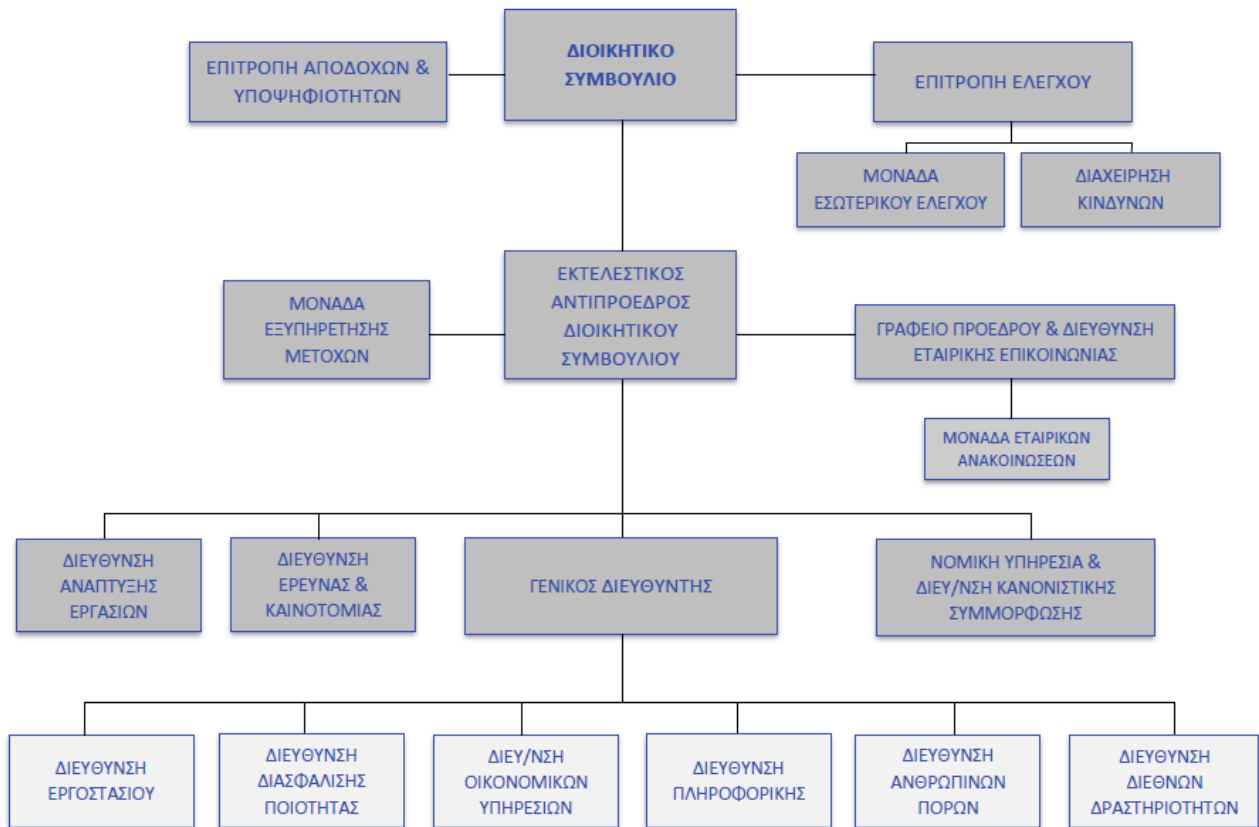 ΔΙΟΙΚΗΤΙΚΟ
ΣΥΜΒΟΥΛΙΟ
ΕΠΙΤΡΟΠΗ ΑΠΟΔΟΧΩΝ &
ΥΠΟΨΗΦΙΟΤΗΤΩΝ
ΕΠΙΤΡΟΠΗ ΕΛΕΓΧΟΥ
ΜΟΝΑΔΑ
ΕΣΩΤΕΡΙΚΟΥ ΕΛΕΓΧΟΥ
ΔΙΑΧΕΙΡΗΣΗ
ΚΙΝΔΥΝΩΝ
ΕΚΤΕΛΕΣΤΙΚΟΣ
ΑΝΤΙΠΡΟΕΔΡΟΣ
ΔΙΟΙΚΗΤΙΚΟΥ
ΣΥΜΒΟΥΛΙΟΥ
ΜΟΝΑΔΑ
ΕΞΥΠΗΡΕΤΗΣΗΣ
ΜΕΤΟΧΩΝ
ΓΡΑΦΕΙΟ ΠΡΟΕΔΡΟΥ & ΔΙΕΥΘΥΝΣΗ
ΕΤΑΙΡΙΚΗΣ ΕΠΙΚΟΙΝΩΝΙΑΣ
ΜΟΝΑΔΑ ΕΤΑΙΡΙΚΩΝ
ΑΝΑΚΟΙΝΩΣΕΩΝ
ΔΙΕΥΘΥΝΣΗ
ΑΝΑΠΤΥΞΗΣ
ΕΡΓΑΣΙΩΝ
ΔΙΕΥΘΥΝΣΗ
ΕΡΕΥΝΑΣ &
ΚΑΙΝΟΤΟΜΙΑΣ
ΓΕΝΙΚΟΣ ΔΙΕΥΘΥΝΤΗΣ
ΝΟΜΙΚΗ ΥΠΗΡΕΣΙΑ &
ΔΙΕΥ/ΝΣΗ ΚΑΝΟΝΙΣΤΙΚΗΣ
ΣΥΜΜΟΡΦΩΣΗΣ
ΔΙΕΥΘΥΝΣΗ
ΕΡΓΟΣΤΑΣΙΟΥ
ΔΙΕΥΘΥΝΣΗ
ΔΙΑΣΦΑΛΙΣΗΣ
ΠΟΙΟΤΗΤΑΣ
ΔΙΕΥ/ΝΣΗ
ΟΙΚΟΝΟΜΙΚΩΝ
ΥΠΗΡΕΣΙΩΝ
ΔΙΕΥΘΥΝΣΗ
ΠΛΗΡΟΦΟΡΙΚΗΣ
ΔΙΕΥΘΥΝΣΗ
ΑΝΘΡΩΠΙΝΩΝ
ΠΟΡΩΝ
ΔΙΕΥΘΥΝΣΗ
ΔΙΕΘΝΩΝ
ΔΡΑΣΤΗΡΙΟΤΗΤΩΝ